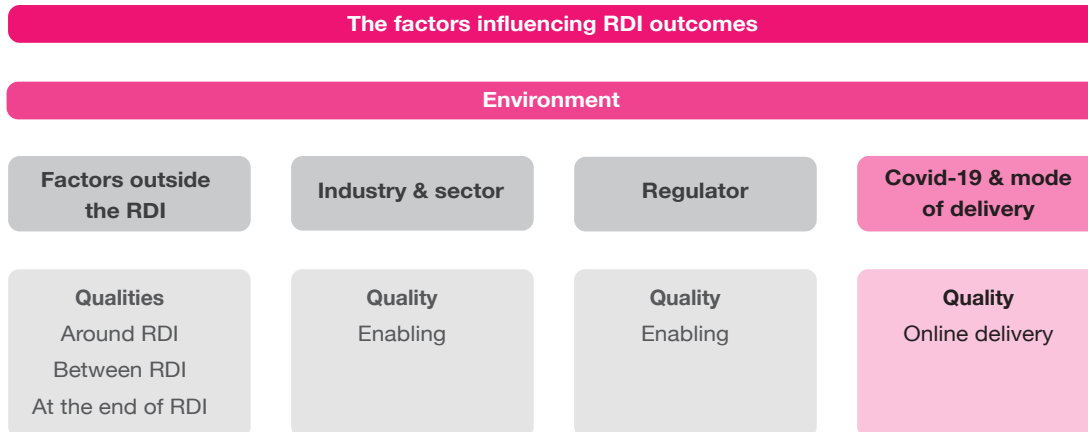 The factors influencing RDI outcomes
Environment
Factors outside
the RDI
Industry & sector
Regulator
Covid-19 & mode
of delivery
Qualities
Around RDI
Between RDI
At the end of RDI
Quality
Enabling
Quality
Enabling
Quality
Online delivery